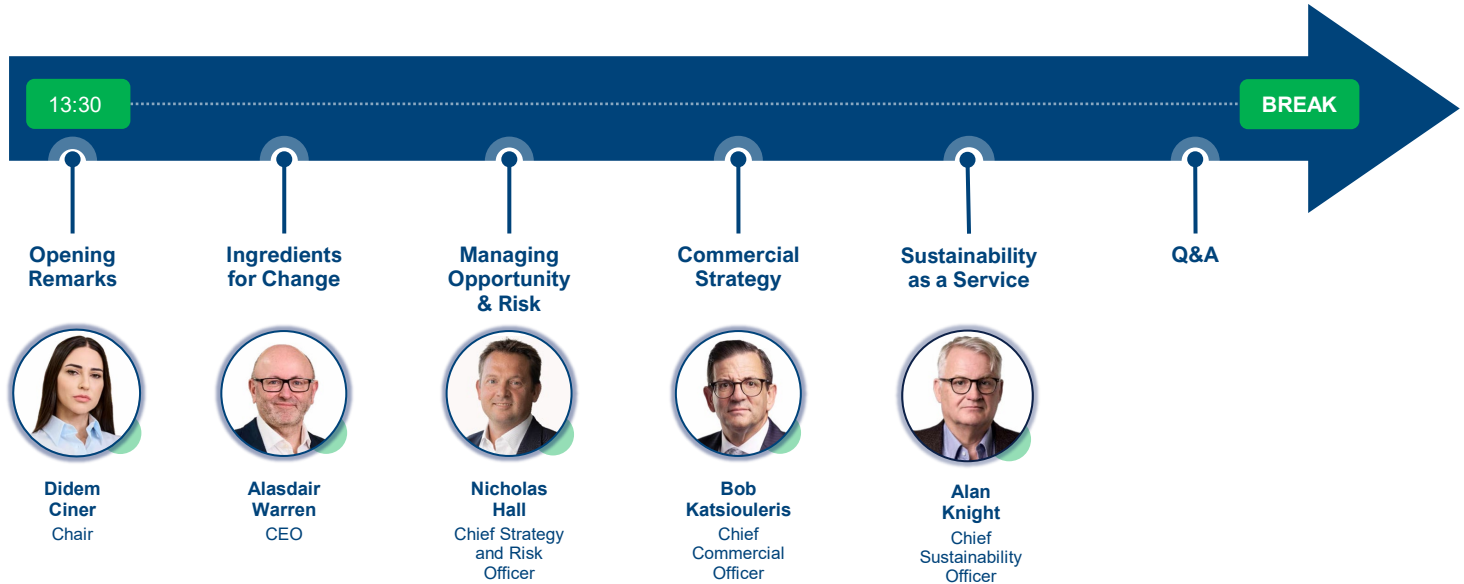 13:30
BREAK
Opening
Remarks
Ingredients
for Change
Managing
Opportunity
& Risk
Commercial
Strategy
Sustainability
as a Service
Q&A
Didem
Ciner
Chair
Alasdair
Warren
CEO
Nicholas
Hall
Chief Strategy
and Risk
Officer
Bob
Katsiouleris
Chief
Commercial
Officer
Alan
Knight
Chief
Sustainability
Officer